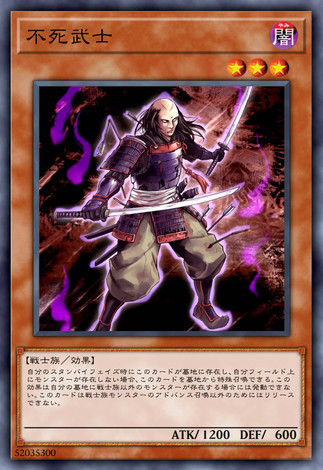 不死武士
やみ
闇
【戦士族／効果】
自分のスタンバイフェイズ時にこのカードが墓地に存在し、自分フィールド上
にモンスターが存在しない場合、このカードを墓地から特殊召喚できる。この
効果は自分の墓地に戦士族以外のモンスターが存在する場合には発動できな
い。このカードは戦士族モンスターのアドバンス召喚以外のためにはリリース
できない。
ATK/ 1200 DEF/ 600
52035300